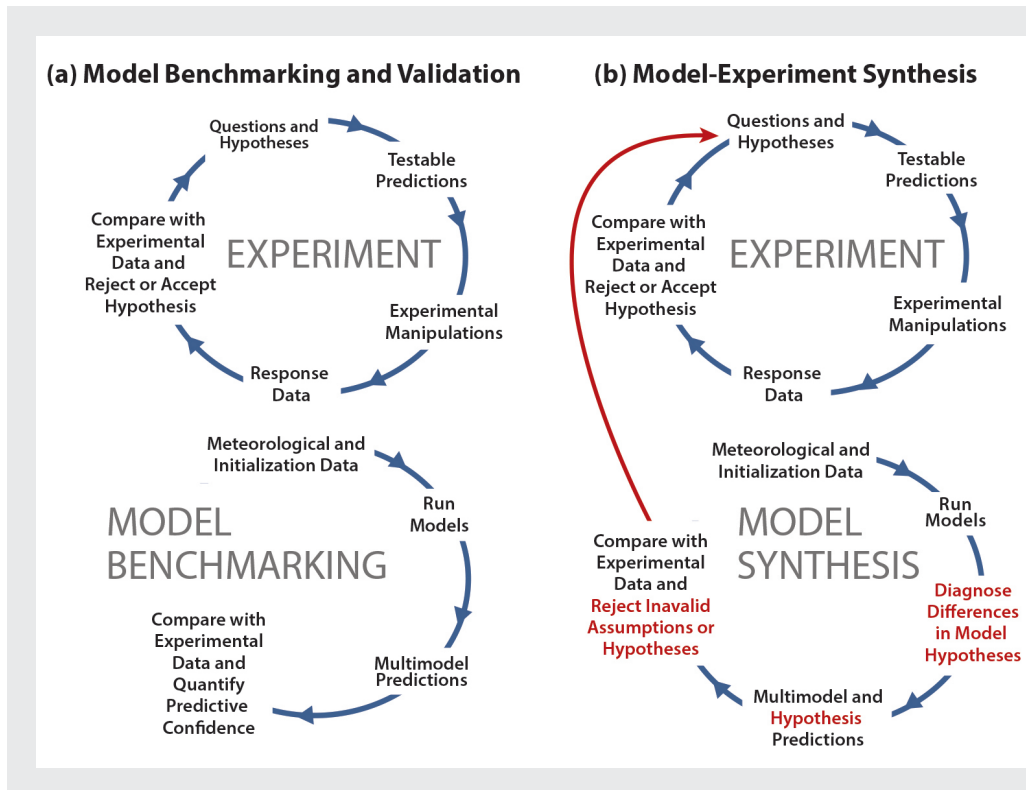 (a) Model Benchmarking and Validation
Questions and
Hypotheses
Testable
Predictions
Compare with
Experimental
Data and
Reject or Accept
Hypothesis
EXPERIMENT
Experimental
Manipulations
Response
Data
Meteorological and
Initialization Data
Run
Models
MODEL
BENCHMARKING
Compare with
Experimental
Data and
Quantify
Predictive
Confidence
Multimodel
Predictions
(b) Model-Experiment Synthesis
Questions and
Hypotheses
Testable
Predictions
Compare with
Experimental
Data and
Reject or Accept
Hypothesis
EXPERIMENT
Experimental
Manipulations
Response
Data
Meteorological and
Initialization Data
Run
Models
MODEL
SYNTHESIS
Compare with
Experimental
Data and
Reject Inavalid
Assumptions or
Hypotheses
Diagnose
Differences
in Model
Hypotheses
Multimodel and
Hypothesis
Predictions